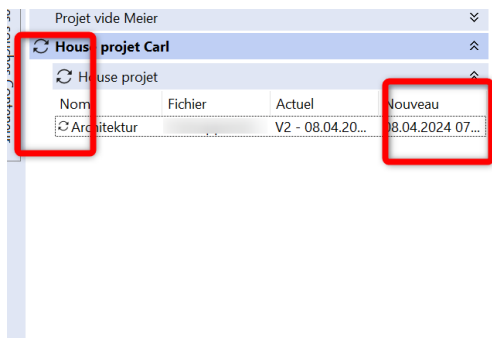 Projet vide Meier
House projet Carl
House projet
Nom Fichier Actuel Nouveau
Architektur V2 - 08.04.20... 08.04.2024 07...